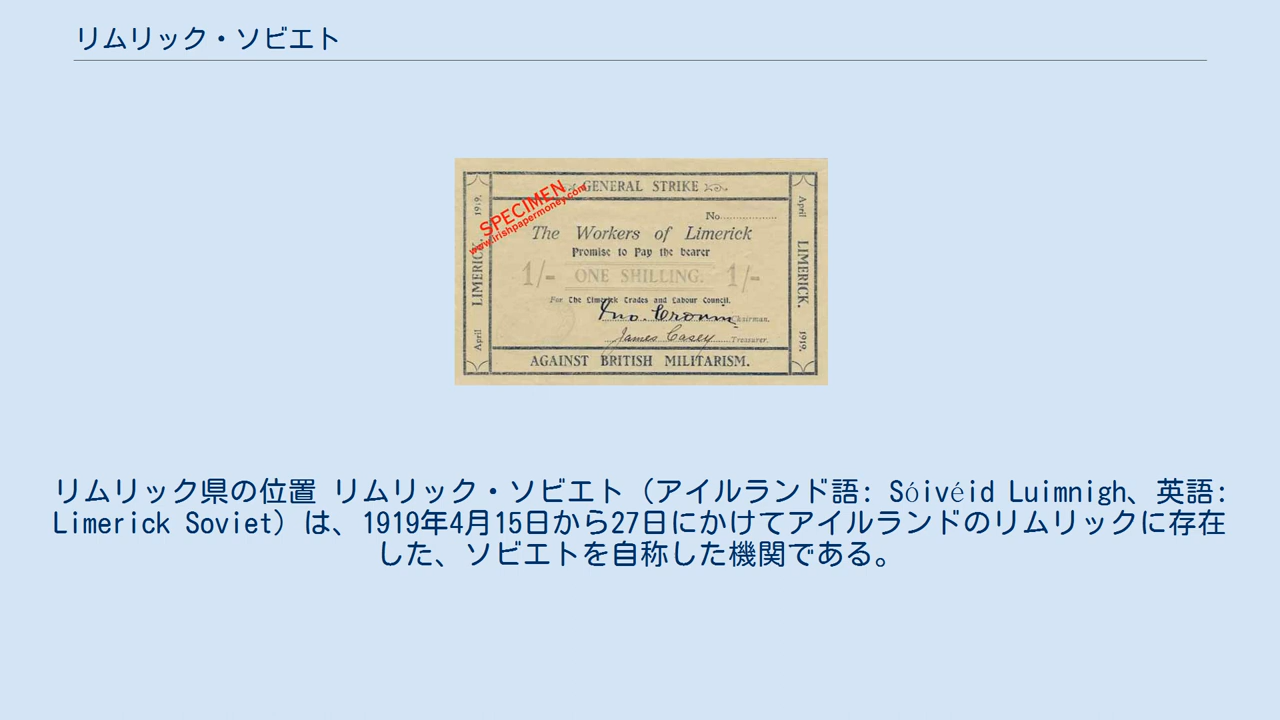 リムリック・ソビエト
GENERAL STRIKE
SPECIMEN
www.irishpapermoney.com
No.
The Workers of Limerick
Promise to Pay the bearer
1/- ONE SHILLING. 1/-
For The Limerick Trades and Labour Council.
Jno. Cronin Chairman.
James Casey Treasurer.
AGAINST BRITISH MILITARISM.
April LIMERICK. 1919.
April LIMERICK. 1919.
リムリック県の位置 リムリック・ソビエト（アイルランド語: Sóivéid Luimnigh、英語:
Limerick Soviet）は、1919年4月15日から27日にかけてアイルランドのリムリックに存在
した、ソビエトを自称した機関である。